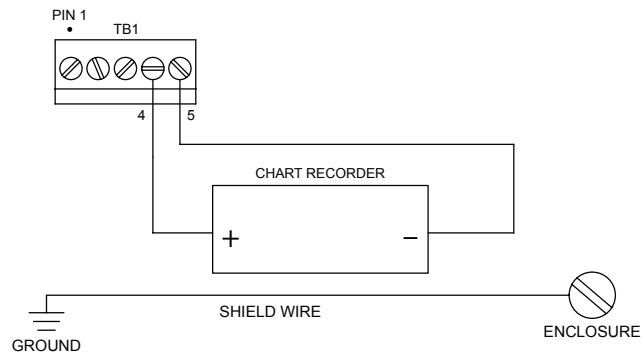 PIN 1
TB1
4 5
CHART RECORDER
+ −
SHIELD WIRE
GROUND
ENCLOSURE